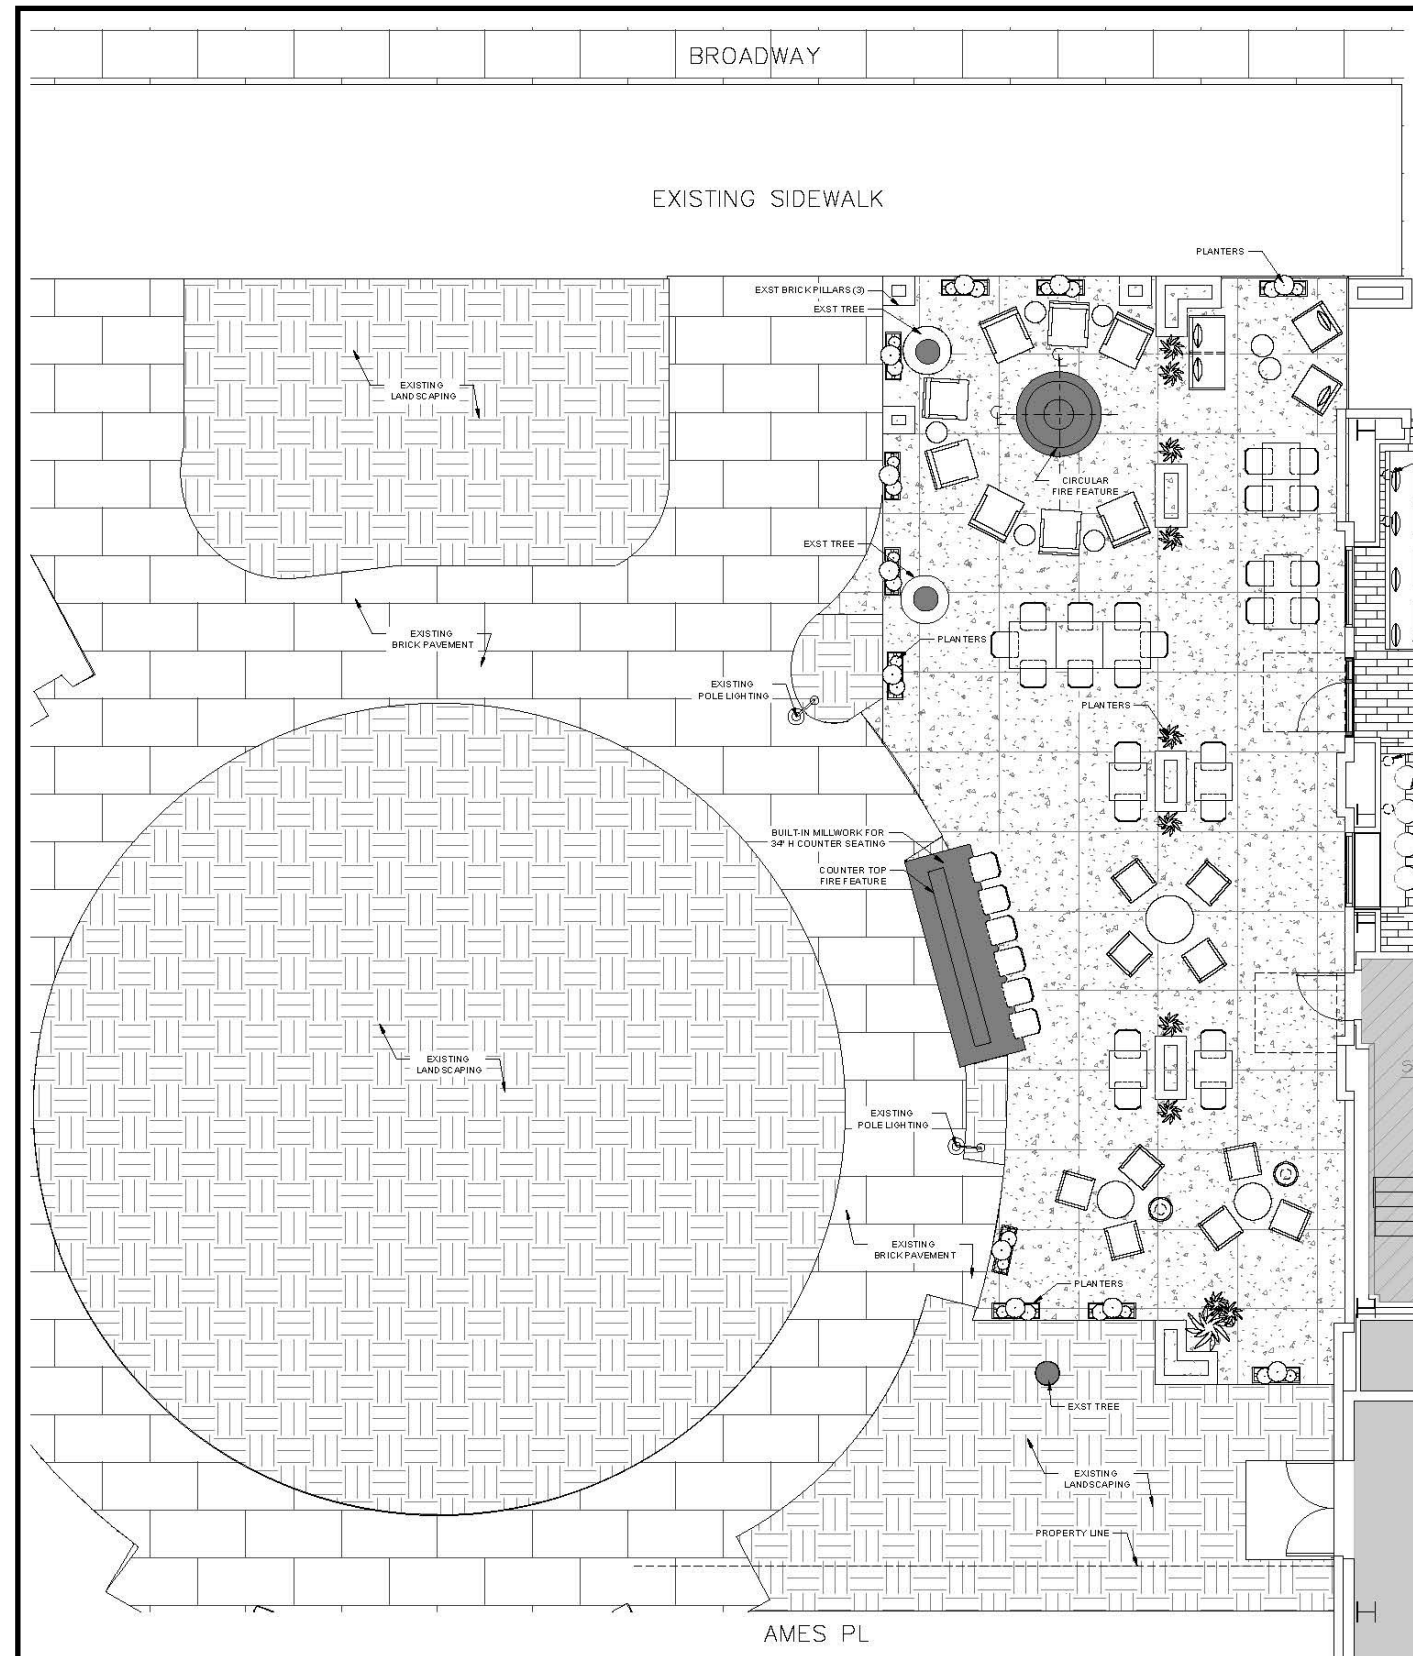 BROADWAY
EXISTING SIDEWALK
PLANTERS
EXST BRICK PILLARS (3)
EXST TREE
EXISTING
LANDSCAPING
CIRCULAR
FIRE FEATURE
EXST TREE
EXISTING
BRICK PAVEMENT
PLANTERS
EXISTING
POLE LIGHTING
PLANTERS
BUILT-IN MILLWORK FOR
34" H COUNTER SEATING
COUNTER TOP
FIRE FEATURE
EXISTING
LANDSCAPING
EXISTING
POLE LIGHTING
EXISTING
BRICK PAVEMENT
PLANTERS
EXST TREE
EXISTING
LANDSCAPING
PROPERTY LINE
AMES PL